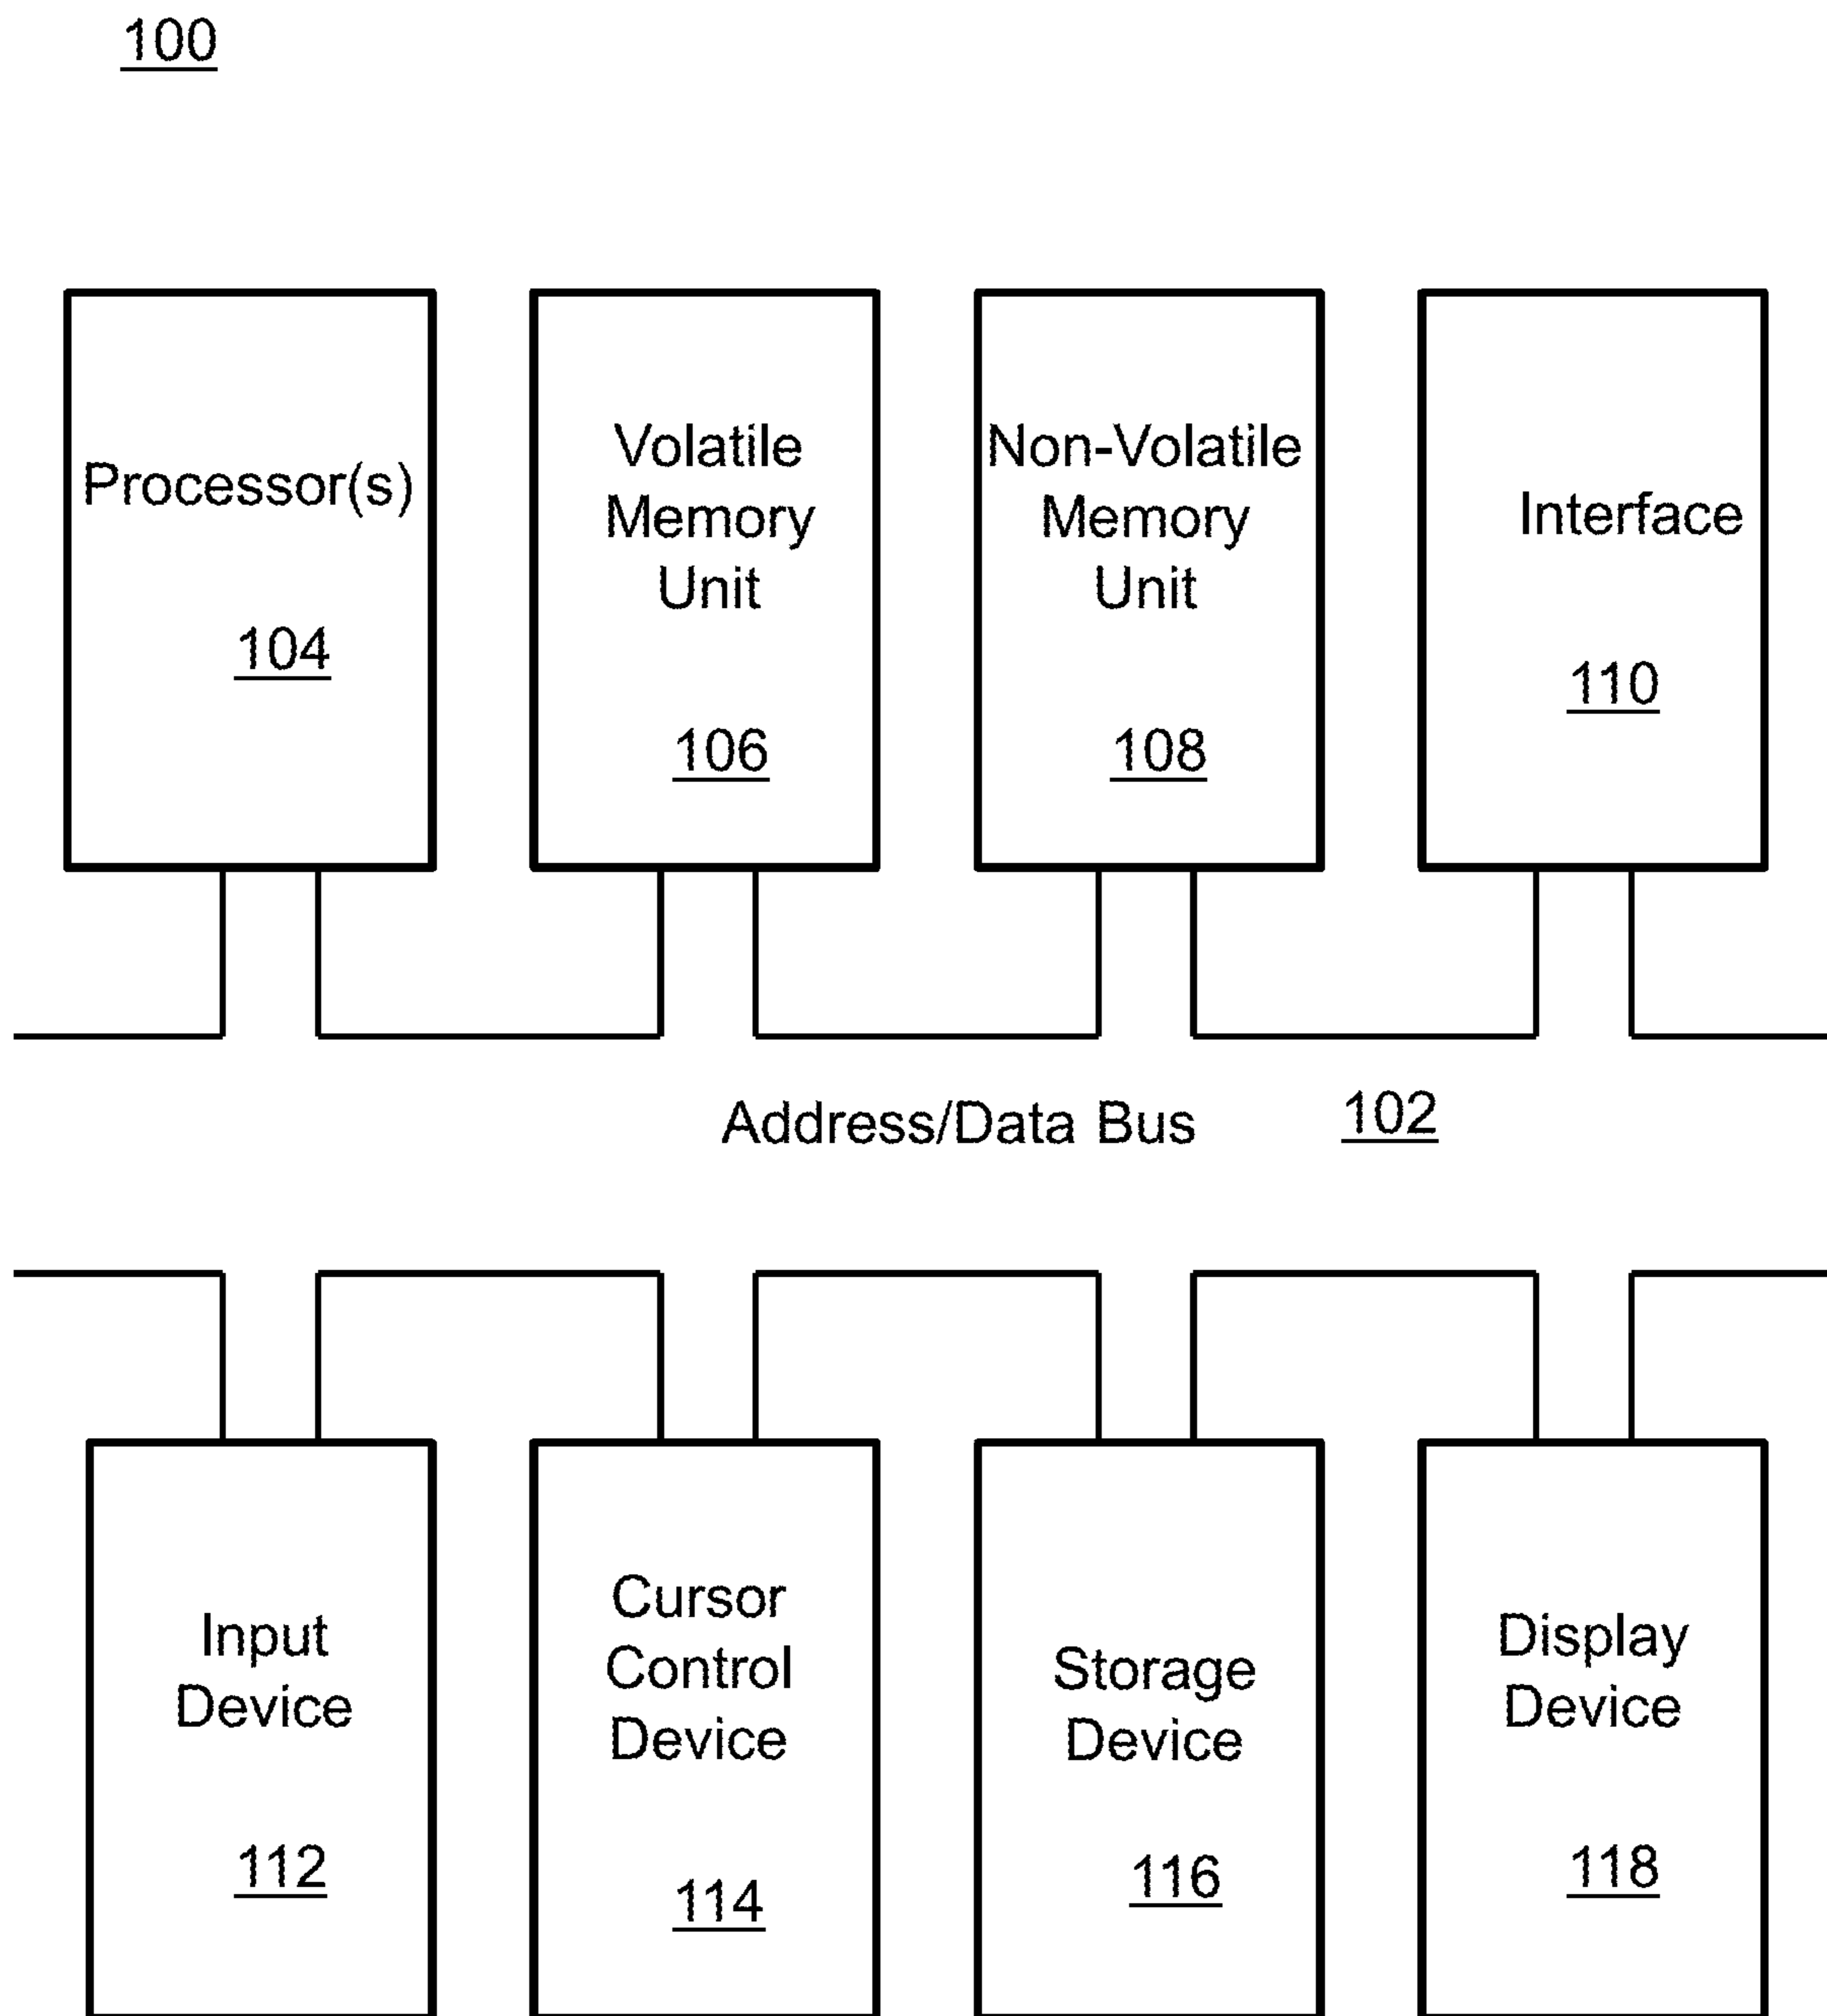 100
Processor(s)
104
Volatile
Memory
Unit
106
Non-Volatile
Memory
Unit
108
Interface
110
Address/Data Bus 102
Input
Device
112
Cursor
Control
Device
114
Storage
Device
116
Display
Device
118